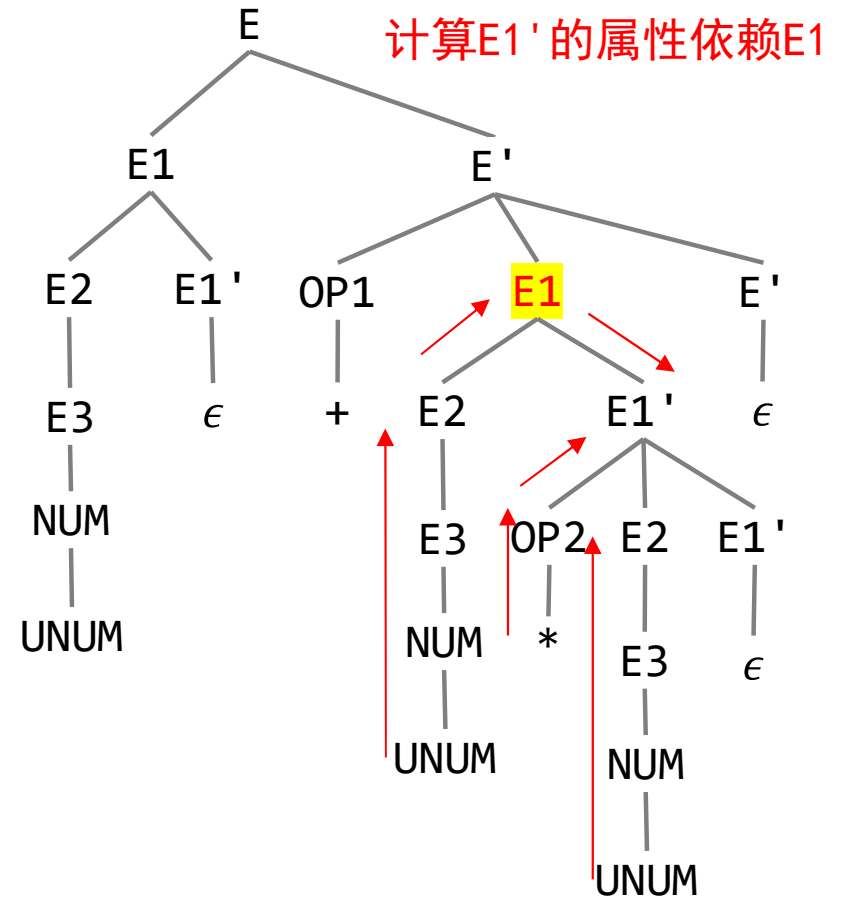 E
计算E1'的属性依赖E1
E1 E'
E2 E1' OP1 E1 E'
E3 ϵ + E2 E1' ϵ
NUM E3 OP2 E2 E1'
UNUM NUM * E3 ϵ
UNUM NUM
UNUM